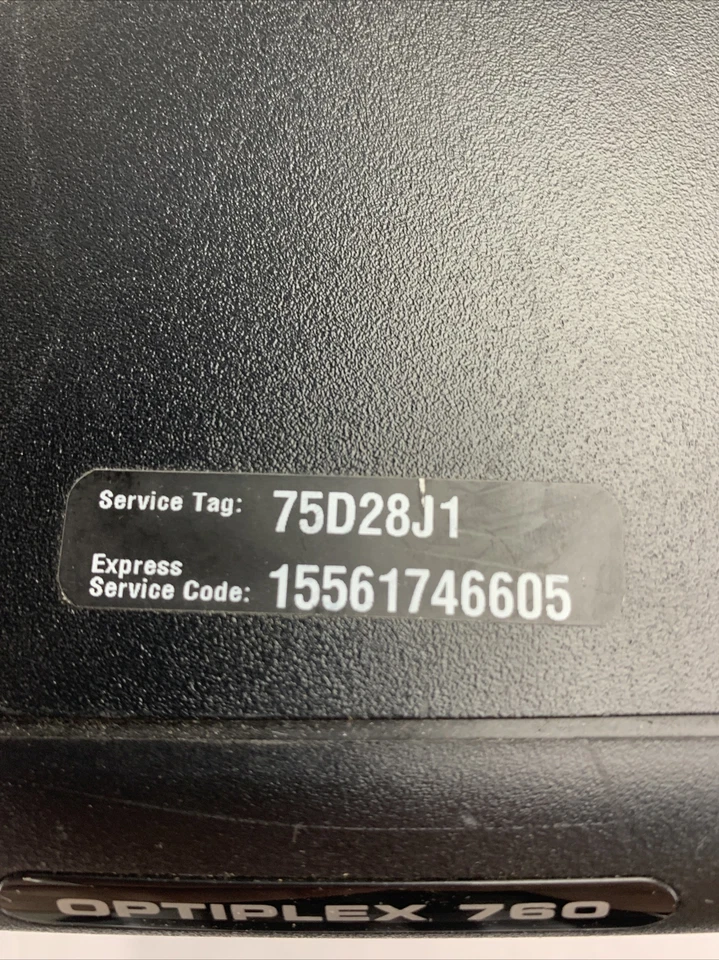 Service Tag: 75D28J1
Express
Service Code: 15561746605
OPTIPLEX 760